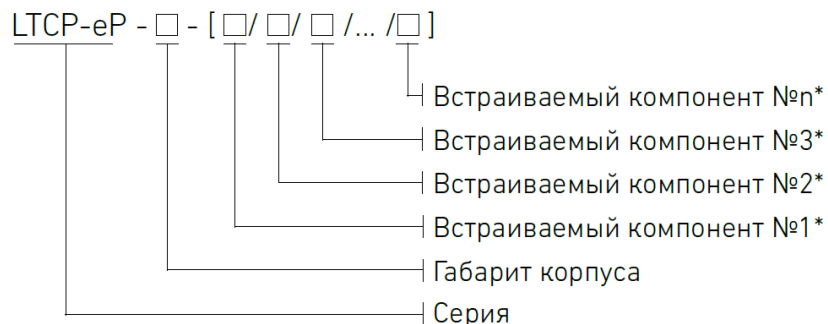 LTCP-eP - □ - [ □/ □/ □ /... /□ ]
Встраиваемый компонент №n*
Встраиваемый компонент №3*
Встраиваемый компонент №2*
Встраиваемый компонент №1*
Габарит корпуса
Серия